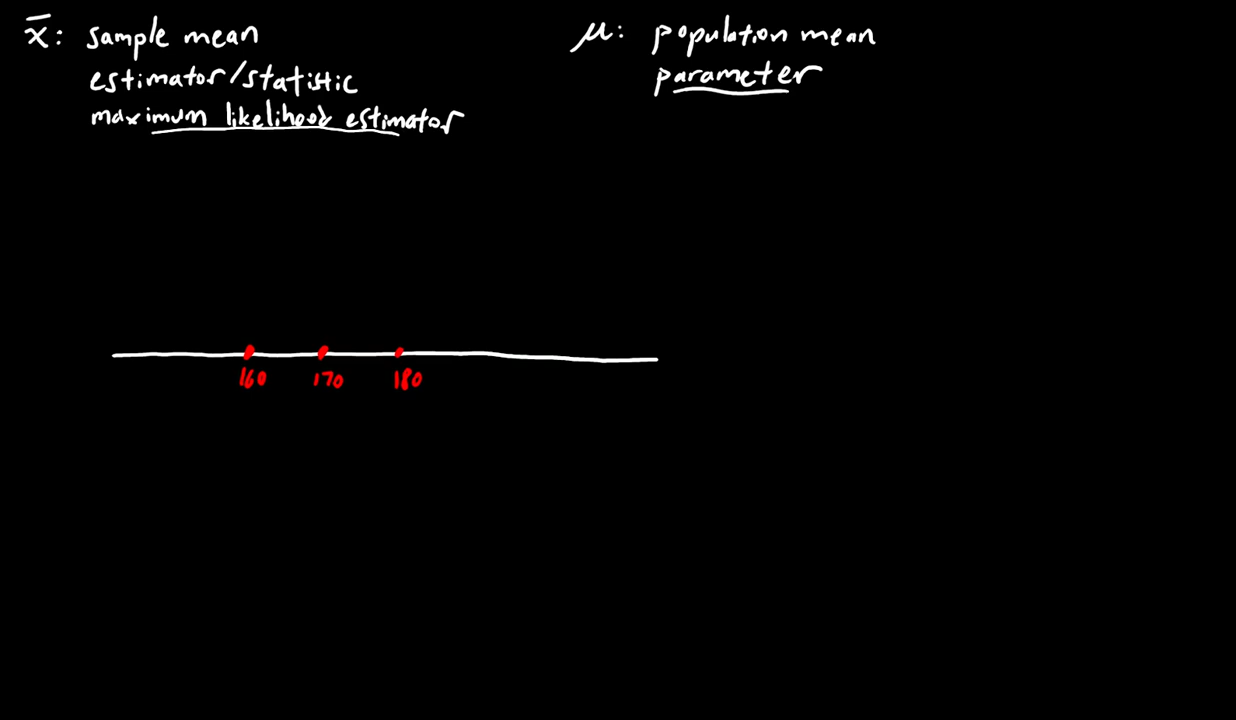 x̄: sample mean
estimator/statistic
maximum likelihood estimator
μ: population mean
parameter
160 170 180